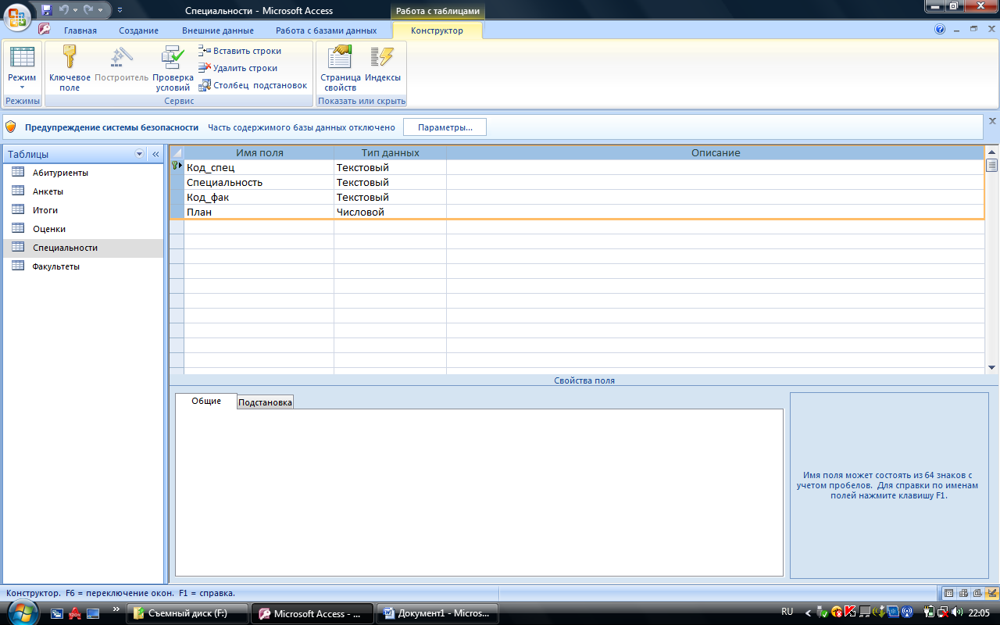 Специальности - Microsoft Access
Работа с таблицами
Главная
Создание
Внешние данные
Работа с базами данных
Конструктор
Режим
Режимы
Ключевое поле
Построитель
Проверка условий
Вставить строки
Удалить строки
Столбец подстановок
Сервис
Страница свойств
Индексы
Показать или скрыть
Предупреждение системы безопасности Часть содержимого базы данных отключено Параметры...
Таблицы
Абитуриенты
Анкеты
Итоги
Оценки
Специальности
Факультеты
Имя поля Тип данных Описание
Код_спец Текстовый
Специальность Текстовый
Код_фак Текстовый
План Числовой
Свойства поля
Общие Подстановка
Имя поля может состоять из 64 знаков с
учетом пробелов. Для справки по именам
полей нажмите клавишу F1.
Конструктор. F6 = переключение окон. F1 = справка.
Съемный диск (F:)
Microsoft Access - ...
Документ1 - Micros...
RU
22:05